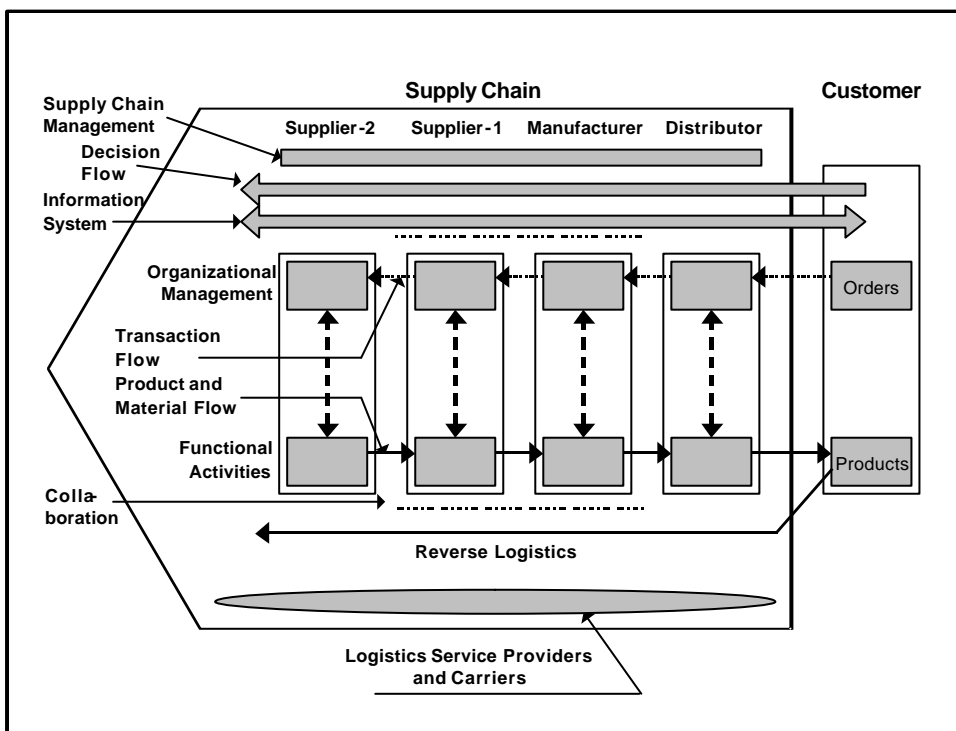 Supply Chain
Customer
Supply Chain
Management
Supplier-2
Supplier-1
Manufacturer
Distributor
Decision
Flow
Information
System
Organizational
Management
Orders
Transaction
Flow
Product and
Material Flow
Functional
Activities
Products
Colla-
boration
Reverse Logistics
Logistics Service Providers
and Carriers